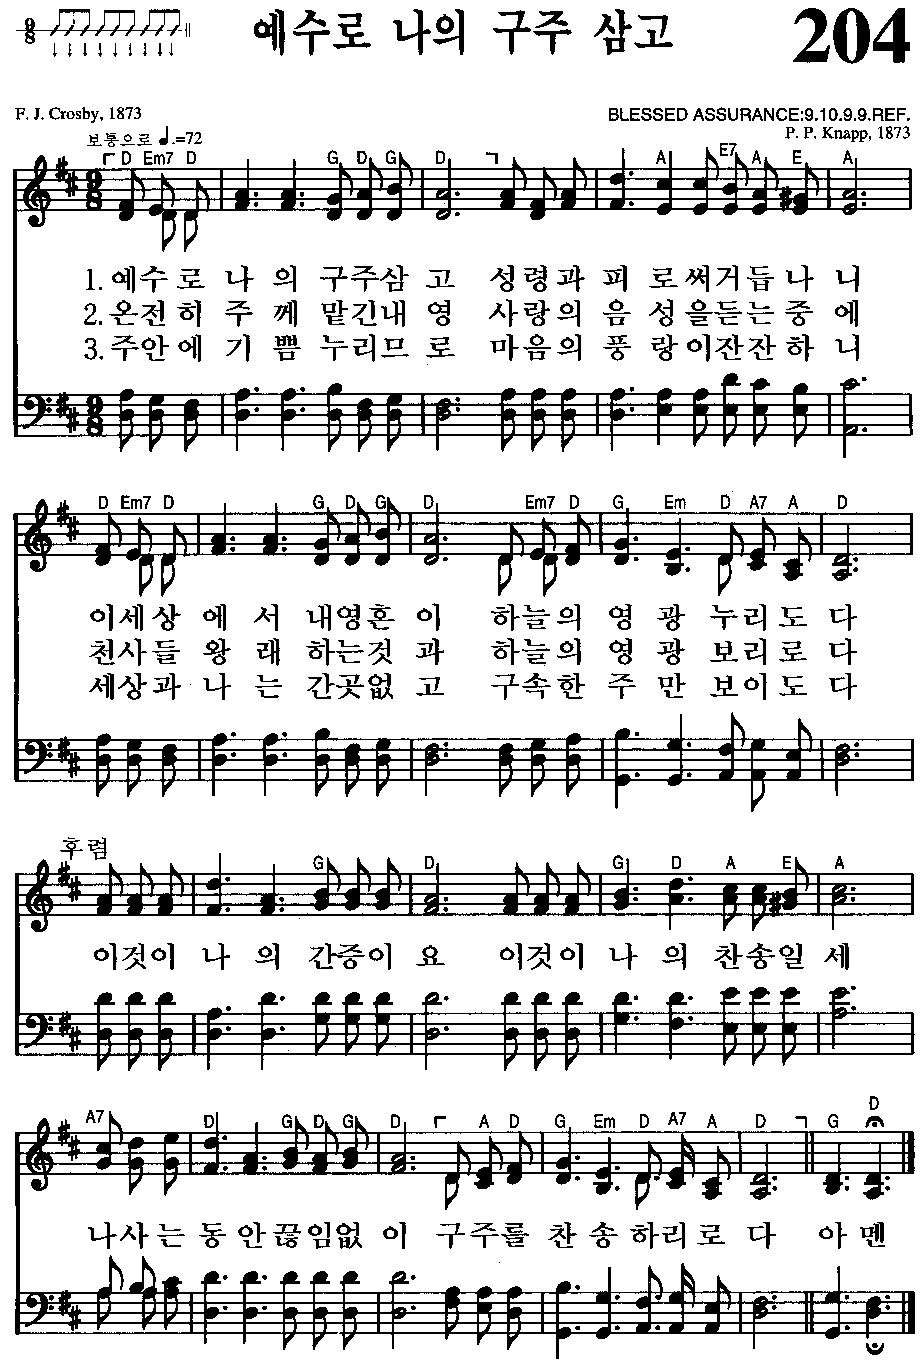 9/8 예수로 나의 구주 삼고 204
F. J. Crosby, 1873 BLESSED ASSURANCE:9.10.9.9.REF.
보통으로 ♩.=72 P. P. Knapp, 1873
D Em7 D G D G D A E7 A E A
1. 예수로 나의 구주삼고 성령과 피로써거듭나니
2. 온전히 주께 맡긴내영 사랑의 음성을듣는중에
3. 주안에 기쁨누리므로 마음의 풍랑이잔잔하니
D Em7 D G D G D Em7 D G Em D A7 A D
이세상에서 내영혼이 하늘의 영광 누리도다
천사들 왕래 하는것과 하늘의 영광 보리로다
세상과 나는 간곳없고 구속한 주만 보이도다
후렴
G D G D A E A
이것이 나의 간증이요 이것이 나의 찬송일세
A7 D G D G D A D G Em D A7 A D G D
나사는 동안끊임없이 구주를 찬송하리로다 아멘